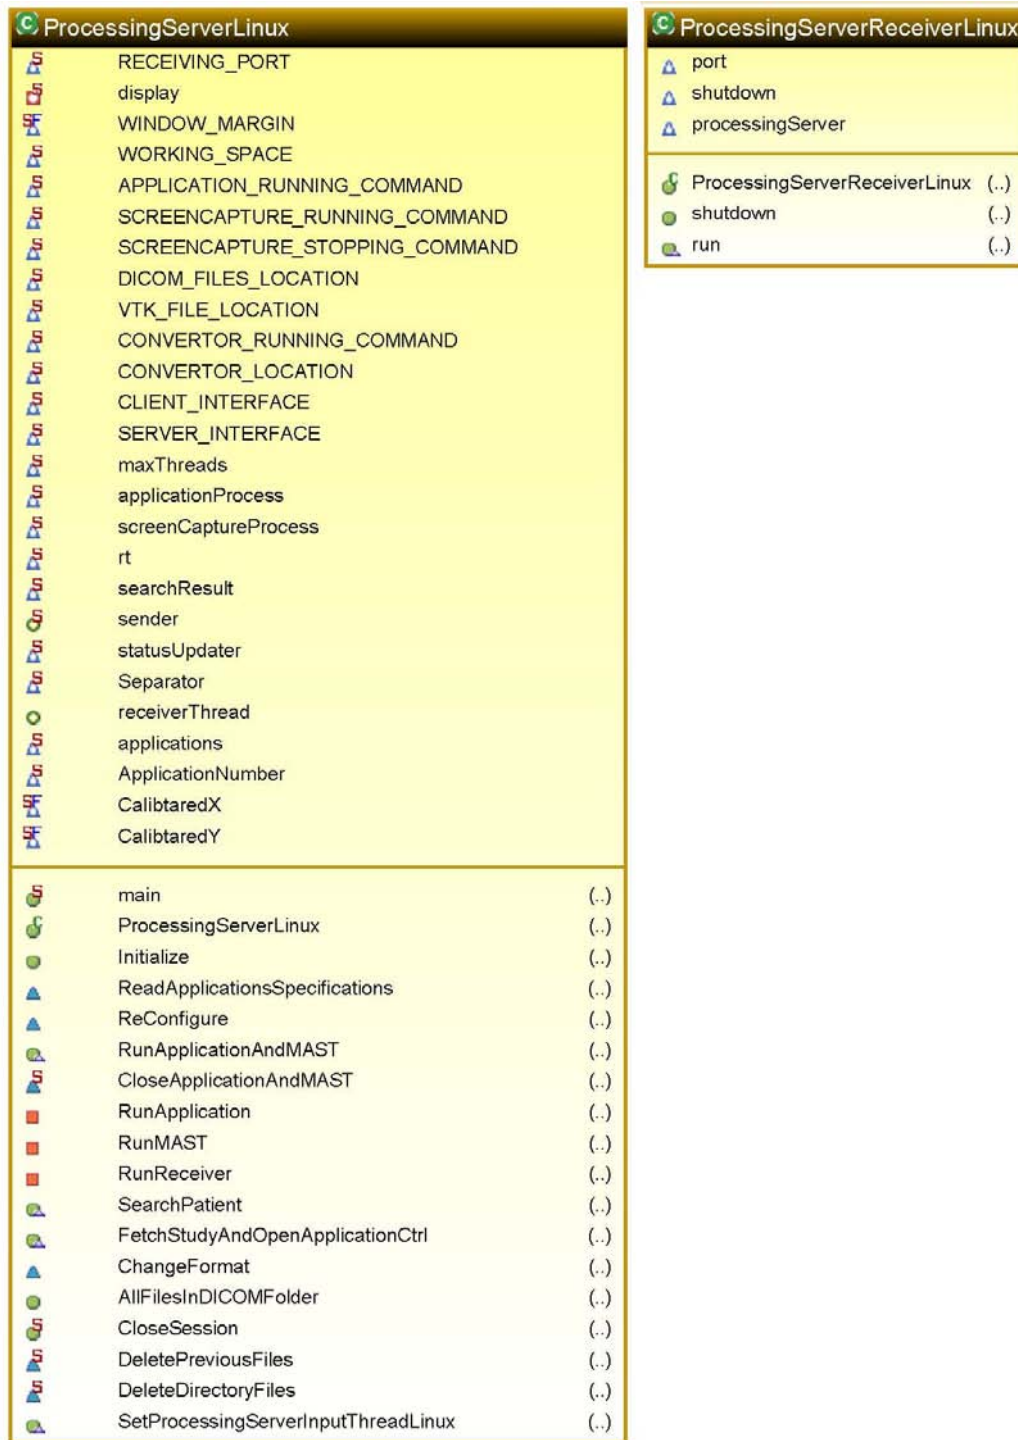 ProcessingServerLinux
RECEIVING_PORT
display
WINDOW_MARGIN
WORKING_SPACE
APPLICATION_RUNNING_COMMAND
SCREENCAPTURE_RUNNING_COMMAND
SCREENCAPTURE_STOPPING_COMMAND
DICOM_FILES_LOCATION
VTK_FILE_LOCATION
CONVERTOR_RUNNING_COMMAND
CONVERTOR_LOCATION
CLIENT_INTERFACE
SERVER_INTERFACE
maxThreads
applicationProcess
screenCaptureProcess
rt
searchResult
sender
statusUpdater
Separator
receiverThread
applications
ApplicationNumber
CalibtaredX
CalibtaredY
main (..)
ProcessingServerLinux (..)
Initialize (..)
ReadApplicationsSpecifications (..)
ReConfigure (..)
RunApplicationAndMAST (..)
CloseApplicationAndMAST (..)
RunApplication (..)
RunMAST (..)
RunReceiver (..)
SearchPatient (..)
FetchStudyAndOpenApplicationCtrl (..)
ChangeFormat (..)
AllFilesInDICOMFolder (..)
CloseSession (..)
DeletePreviousFiles (..)
DeleteDirectoryFiles (..)
SetProcessingServerInputThreadLinux (..)
ProcessingServerReceiverLinux
port
shutdown
processingServer
ProcessingServerReceiverLinux (..)
shutdown (..)
run (..)